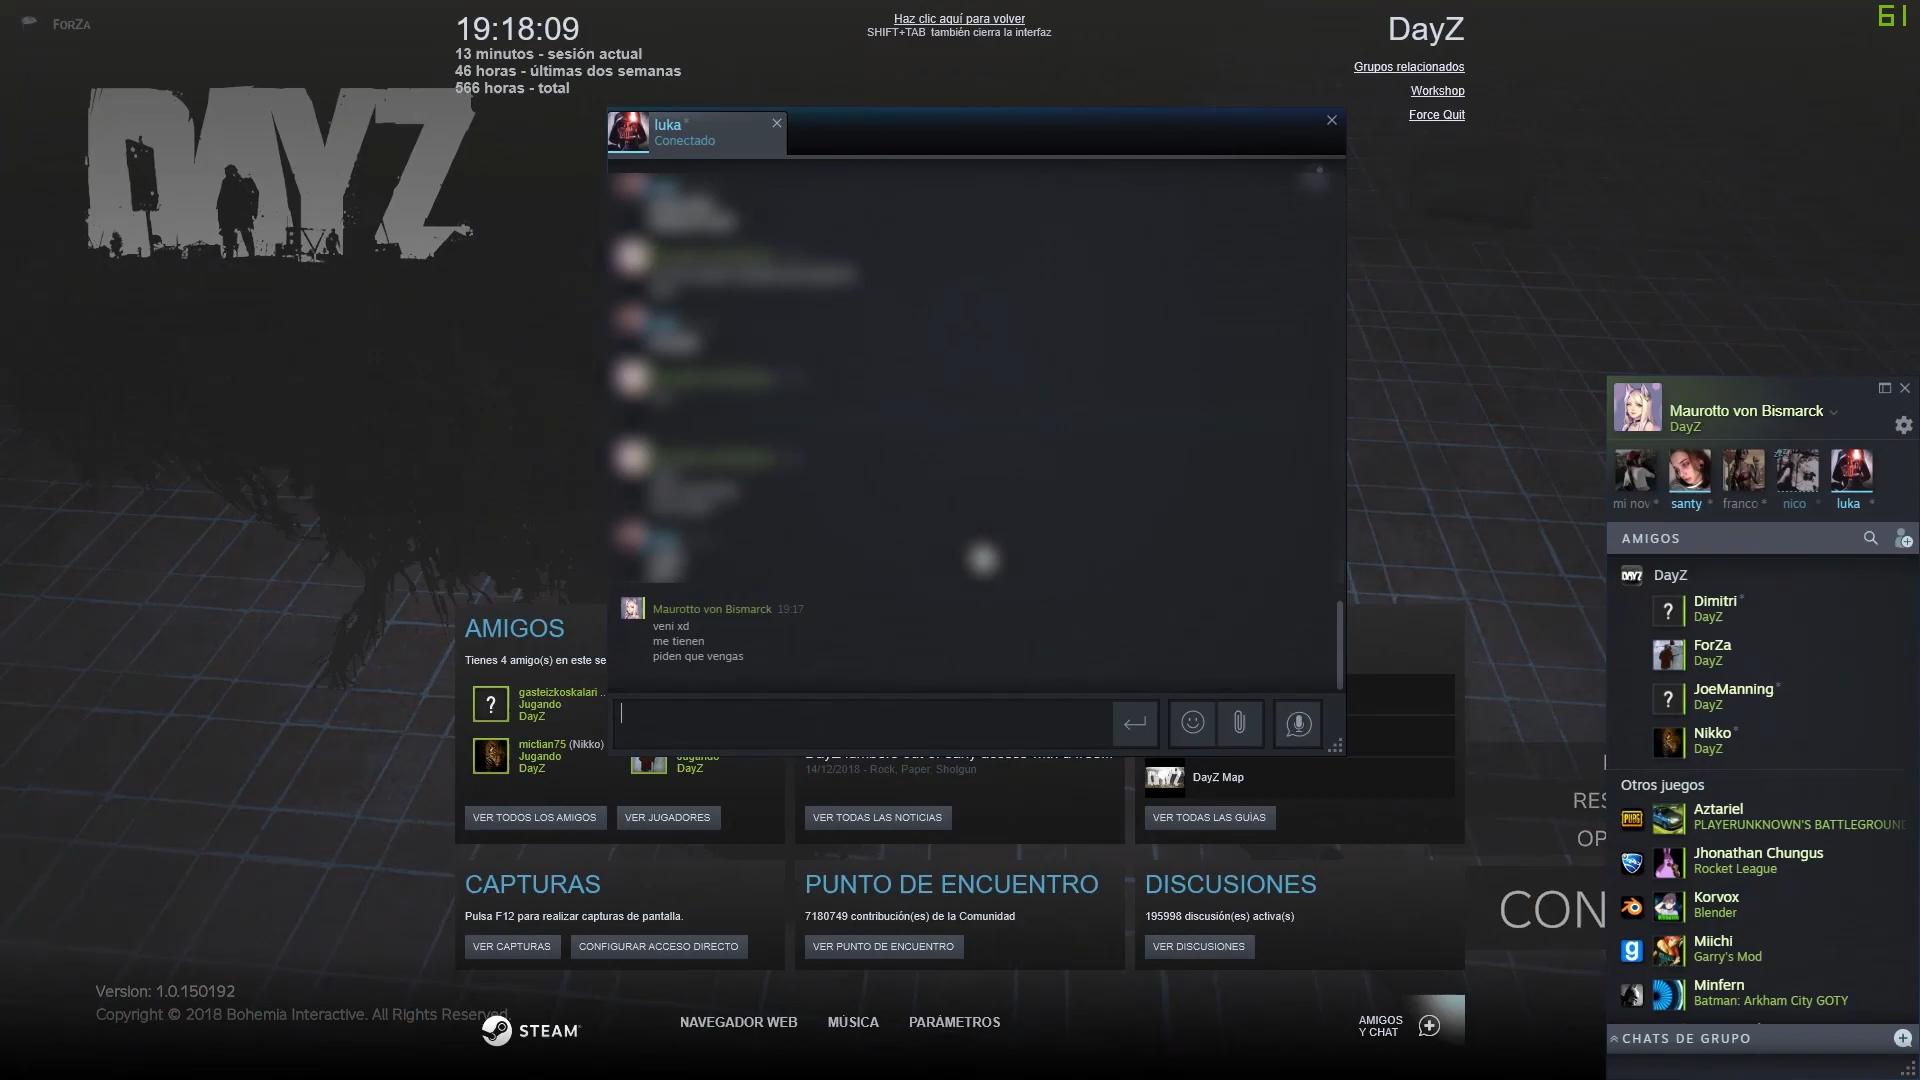 ForZa
19:18:09
13 minutos - sesión actual
46 horas - últimas dos semanas
566 horas - total
Haz clic aquí para volver
SHIFT+TAB también cierra la interfaz
DayZ
Grupos relacionados
Workshop
Force Quit
61
DAYZ
luka *
Conectado
Maurotto von Bismarck 19:17
veni xd
me tienen
piden que vengas
AMIGOS
Tienes 4 amigo(s) en este se
gasteizkoskalari ..
Jugando
DayZ
mictian75 (Nikko)
Jugando
DayZ
Jugando
DayZ
VER TODOS LOS AMIGOS
VER JUGADORES
14/12/2018 - Rock, Paper, Shotgun
VER TODAS LAS NOTICIAS
DayZ Map
VER TODAS LAS GUÍAS
CAPTURAS
Pulsa F12 para realizar capturas de pantalla.
VER CAPTURAS
CONFIGURAR ACCESO DIRECTO
PUNTO DE ENCUENTRO
7180749 contribución(es) de la Comunidad
VER PUNTO DE ENCUENTRO
DISCUSIONES
195998 discusión(es) activa(s)
VER DISCUSIONES
RES
OP
CON
Version: 1.0.150192
Copyright © 2018 Bohemia Interactive. All Rights Reserved.
STEAM
NAVEGADOR WEB
MÚSICA
PARÁMETROS
AMIGOS
Y CHAT
Maurotto von Bismarck
DayZ
mi nov *
santy *
franco *
nico *
luka *
AMIGOS
DAYZ
DayZ
Dimitri *
DayZ
ForZa
DayZ
JoeManning *
DayZ
Nikko *
DayZ
Otros juegos
PUBG
Aztariel
PLAYERUNKNOWN'S BATTLEGROUN
Jhonathan Chungus
Rocket League
Korvox
Blender
g
Miichi
Garry's Mod
Minfern
Batman: Arkham City GOTY
CHATS DE GRUPO